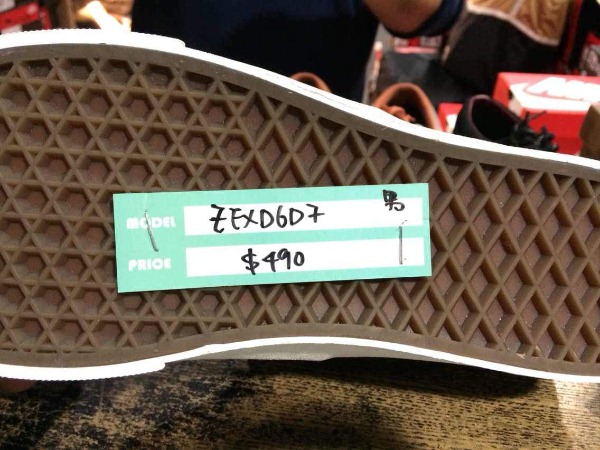 MODEL ZEXD6D7 男
PRICE $490